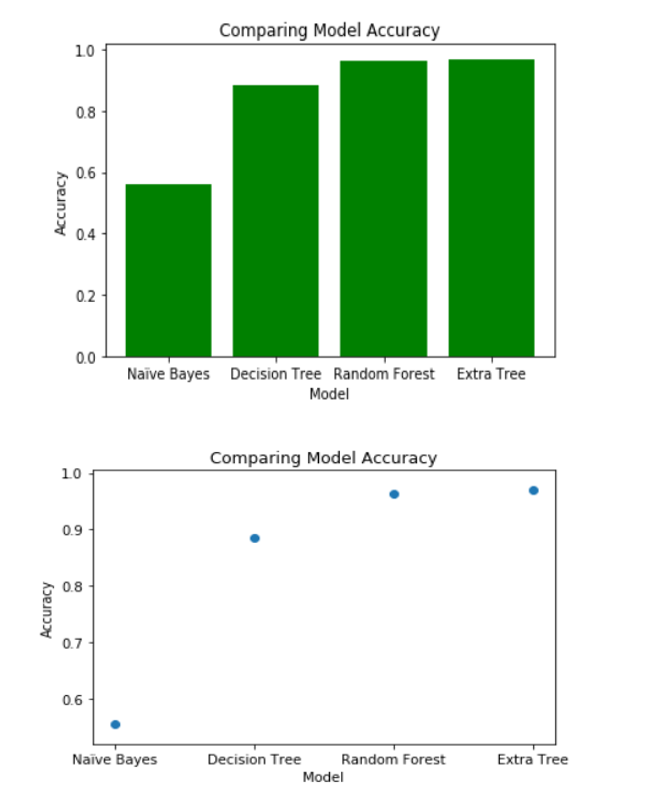 Comparing Model Accuracy
1.0
0.8
0.6
0.4
0.2
0.0
Accuracy
Naïve Bayes Decision Tree Random Forest Extra Tree
Model
Comparing Model Accuracy
1.0
0.9
0.8
0.7
0.6
Accuracy
Naïve Bayes Decision Tree Random Forest Extra Tree
Model